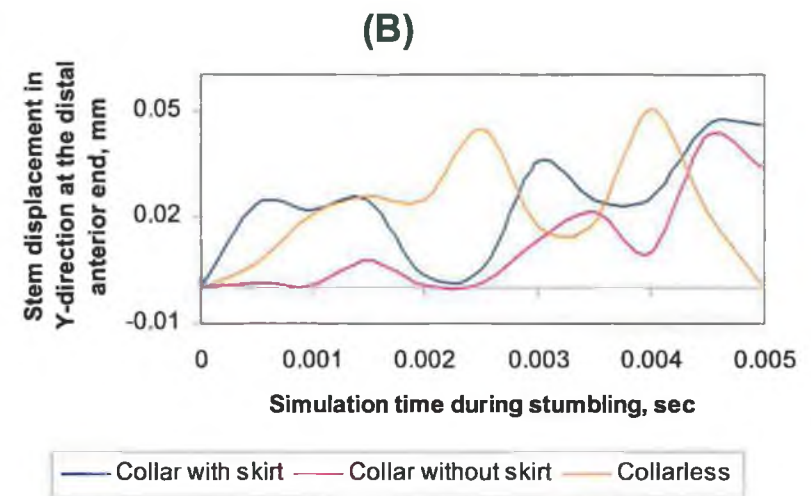 (B)
Stem displacement in
Y-direction at the distal
anterior end, mm
0.05
0.02
-0.01
0 0.001 0.002 0.003 0.004 0.005
Simulation time during stumbling, sec
Collar with skirt Collar without skirt Collarless